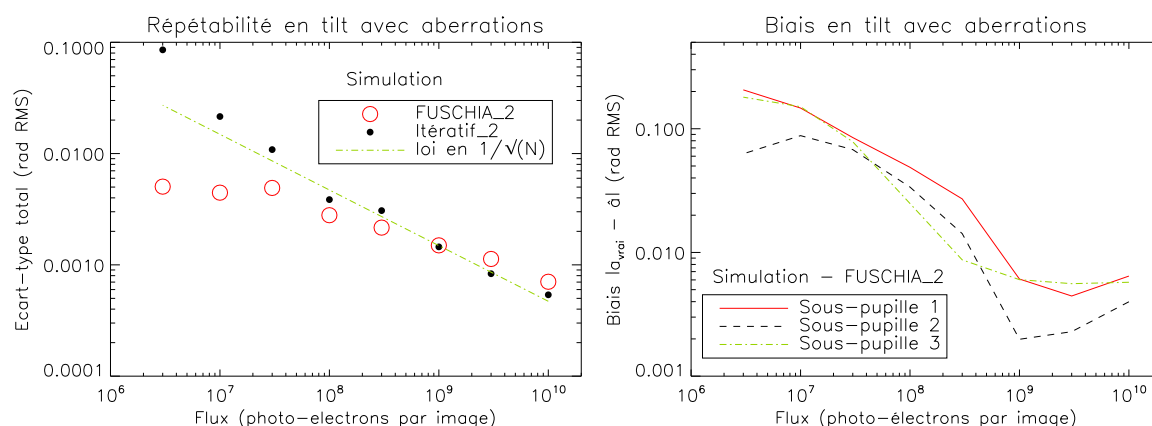 Répétabilité en tilt avec aberrations
Ecart-type total (rad RMS)
0.1000
0.0100
0.0010
0.0001
Simulation
FUSCHIA_2
Itératif_2
loi en 1/√(N)
10⁶ 10⁷ 10⁸ 10⁹ 10¹⁰
Flux (photo-electrons par image)
Biais en tilt avec aberrations
Biais |aᵥᵣₐᵢ - â| (rad RMS)
0.100
0.010
0.001
Simulation - FUSCHIA_2
Sous-pupille 1
Sous-pupille 2
Sous-pupille 3
10⁶ 10⁷ 10⁸ 10⁹ 10¹⁰
Flux (photo-électrons par image)